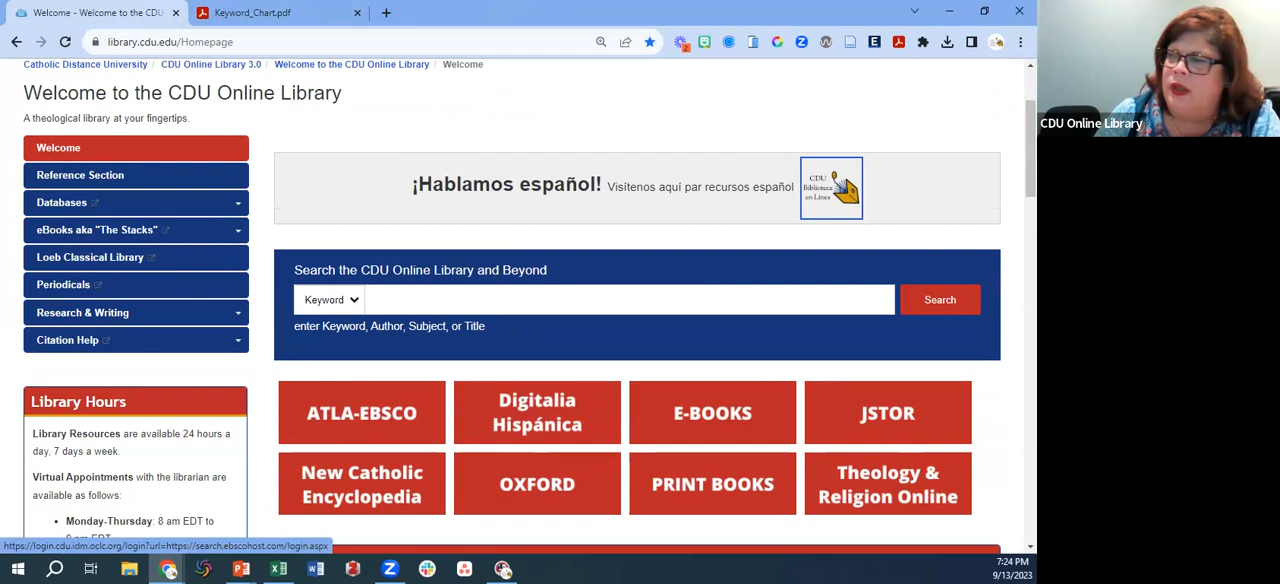 Welcome - Welcome to the CDU O
Keyword_Chart.pdf
library.cdu.edu/Homepage
Catholic Distance University / CDU Online Library 3.0 / Welcome to the CDU Online Library / Welcome
Welcome to the CDU Online Library
A theological library at your fingertips.
Welcome
Reference Section
Databases
eBooks aka "The Stacks"
Loeb Classical Library
Periodicals
Research & Writing
Citation Help
Library Hours
Library Resources are available 24 hours a
day, 7 days a week.
Virtual Appointments with the librarian are
available as follows:
Monday-Thursday: 8 am EDT to
¡Hablamos español! Visítenos aquí par recursos español
CDU
Biblioteca
en Línea
Search the CDU Online Library and Beyond
Keyword
Search
enter Keyword, Author, Subject, or Title
ATLA-EBSCO
Digitalia
Hispánica
E-BOOKS
JSTOR
New Catholic
Encyclopedia
OXFORD
PRINT BOOKS
Theology &
Religion Online
https://login.cdu.idm.oclc.org/login?url=https://search.ebscohost.com/login.aspx
7:24 PM
9/13/2023
CDU Online Library